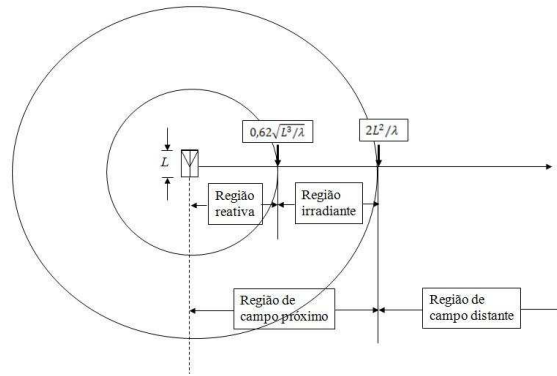 0,62√L³/λ
2L²/λ
L
Região
reativa
Região
irradiante
Região de
campo próximo
Região de
campo distante